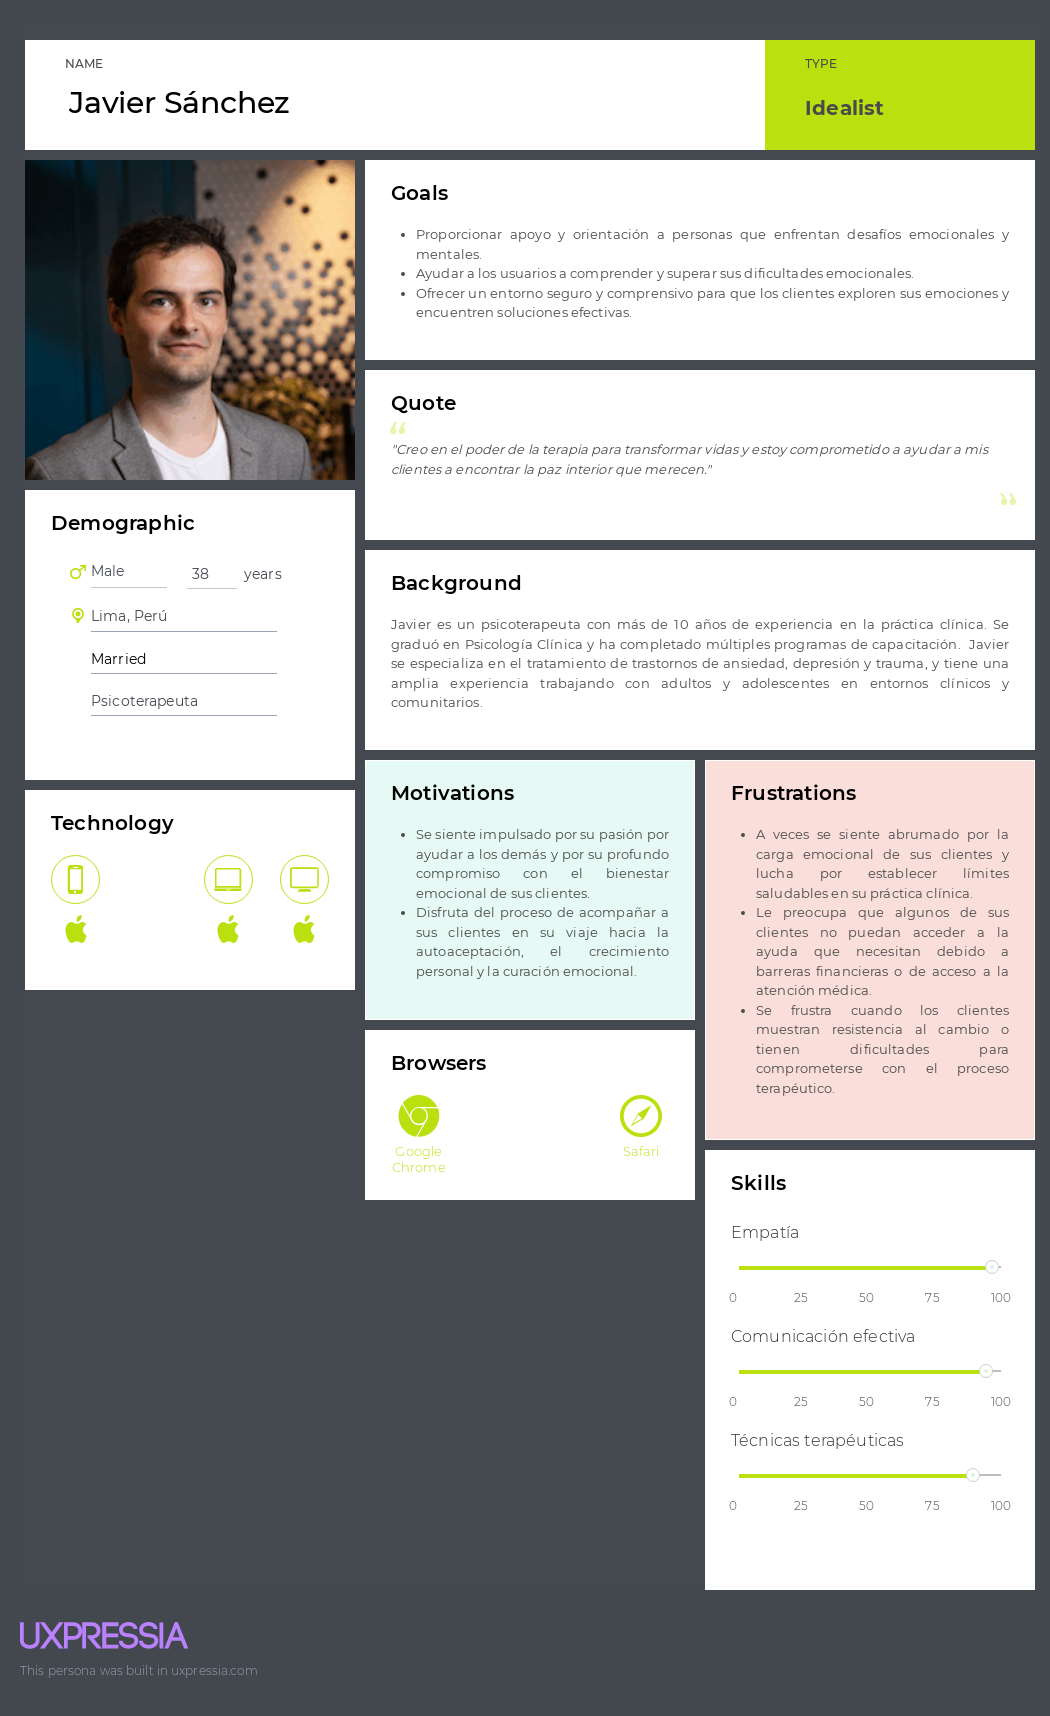 NAME
Javier Sánchez
TYPE
Idealist
Goals
• Proporcionar apoyo y orientación a personas que enfrentan desafíos emocionales y
mentales.
• Ayudar a los usuarios a comprender y superar sus dificultades emocionales.
• Ofrecer un entorno seguro y comprensivo para que los clientes exploren sus emociones y
encuentren soluciones efectivas.
Quote
"Creo en el poder de la terapia para transformar vidas y estoy comprometido a ayudar a mis
clientes a encontrar la paz interior que merecen."
Demographic
Male 38 years
Lima, Perú
Married
Psicoterapeuta
Background
Javier es un psicoterapeuta con más de 10 años de experiencia en la práctica clínica. Se
graduó en Psicología Clínica y ha completado múltiples programas de capacitación. Javier
se especializa en el tratamiento de trastornos de ansiedad, depresión y trauma, y tiene una
amplia experiencia trabajando con adultos y adolescentes en entornos clínicos y
comunitarios.
Technology
Motivations
• Se siente impulsado por su pasión por
ayudar a los demás y por su profundo
compromiso con el bienestar
emocional de sus clientes.
• Disfruta del proceso de acompañar a
sus clientes en su viaje hacia la
autoaceptación, el crecimiento
personal y la curación emocional.
Frustrations
• A veces se siente abrumado por la
carga emocional de sus clientes y
lucha por establecer límites
saludables en su práctica clínica.
• Le preocupa que algunos de sus
clientes no puedan acceder a la
ayuda que necesitan debido a
barreras financieras o de acceso a la
atención médica.
• Se frustra cuando los clientes
muestran resistencia al cambio o
tienen dificultades para
comprometerse con el proceso
terapéutico.
Browsers
Google
Chrome
Safari
Skills
Empatía
0 25 50 75 100
Comunicación efectiva
0 25 50 75 100
Técnicas terapéuticas
0 25 50 75 100
UXPRESSIA
This persona was built in uxpressia.com